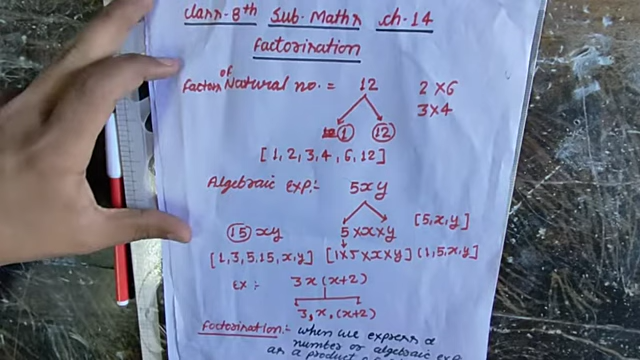 Class - 8th Sub - Maths ch - 14
Factorisation
Factors of Natural no. = 12 2 × 6
3 × 4
1 12
[1, 2, 3, 4, 6, 12]
Algebraic EXP:- 5xy
15 xy 5 × x × y [5, x, y]
[1, 3, 5, 15, x, y] [1 × 5 × x × y] (1, 5, x, y]
EX :- 3x (x+2)
3, x, (x+2)
Factorisation:- when we express a
number or algebraic exp
as a product